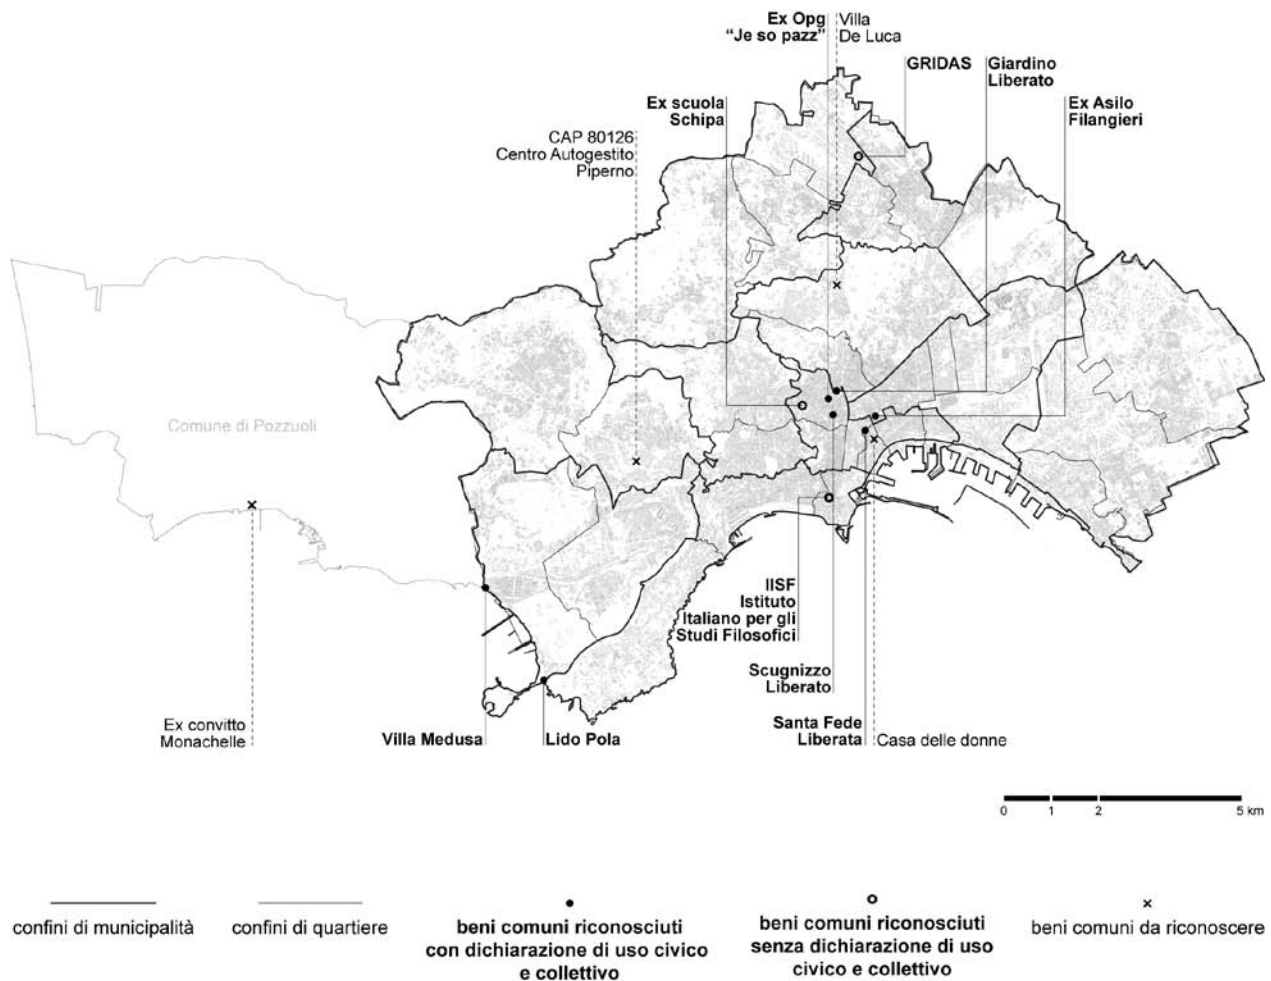 Ex Opg
“Je so pazz”
Villa
De Luca
GRIDAS
Giardino
Liberato
Ex scuola
Schipa
Ex Asilo
Filangieri
CAP 80126
Centro Autogestito
Piperno
Comune di Pozzuoli
IISF
Istituto
Italiano per gli
Studi Filosofici
Scugnizzo
Liberato
Ex convitto
Monachelle
Villa Medusa
Lido Pola
Santa Fede
Liberata
Casa delle donne
0 1 2 5 km
confini di municipalità
confini di quartiere
beni comuni riconosciuti
con dichiarazione di uso civico
e collettivo
beni comuni riconosciuti
senza dichiarazione di uso
civico e collettivo
beni comuni da riconoscere